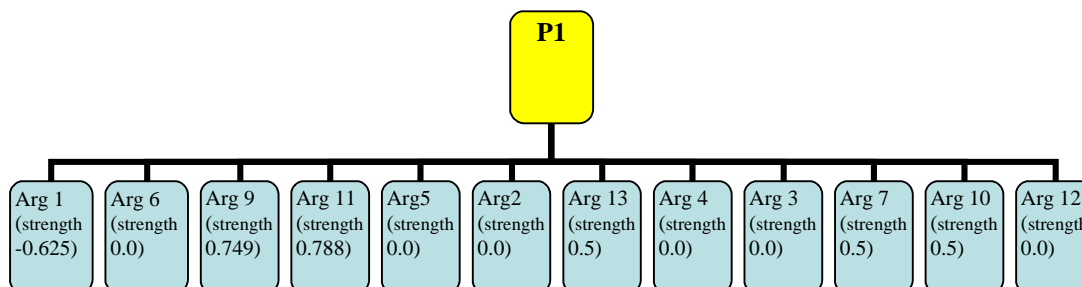 P1
Arg 1
(strength
-0.625)
Arg 6
(strength
0.0)
Arg 9
(strength
0.749)
Arg 11
(strength
0.788)
Arg5
(strength
0.0)
Arg2
(strength
0.0)
Arg 13
(strength
0.5)
Arg 4
(strength
0.0)
Arg 3
(strength
0.0)
Arg 7
(strength
0.5)
Arg 10
(strength
0.5)
Arg 12
(strength
0.0)